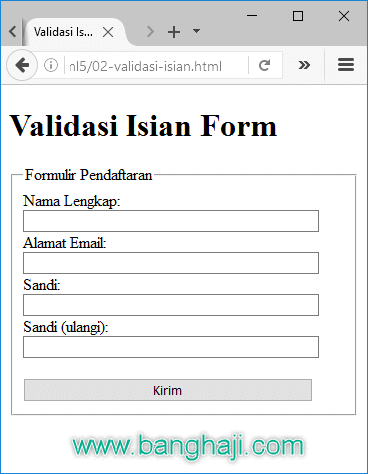 Validasi Is...
nl5/02-validasi-isian.html
Validasi Isian Form
Formulir Pendaftaran
Nama Lengkap:
Alamat Email:
Sandi:
Sandi (ulangi):
Kirim
www.banghaji.com